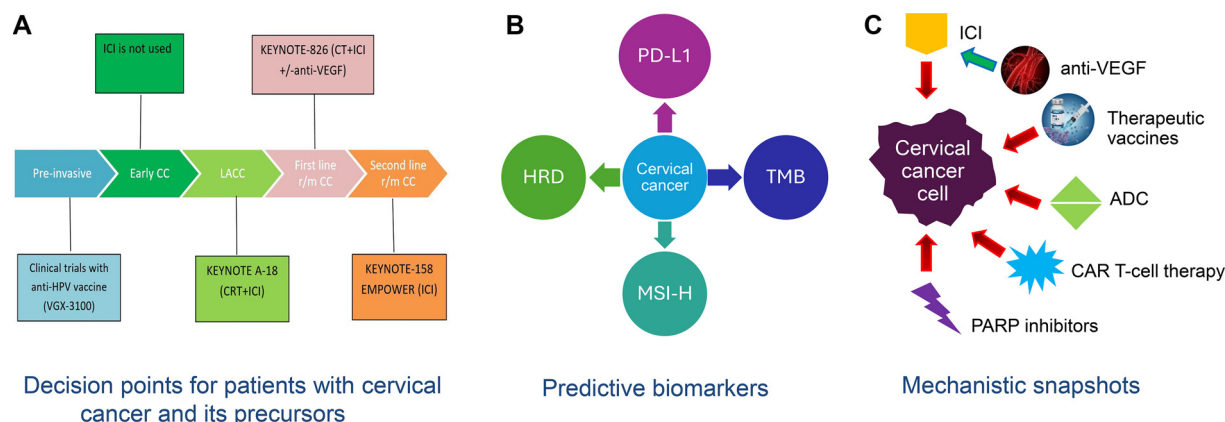 A
ICI is not used
KEYNOTE-826 (CT+ICI
+/-anti-VEGF)
Pre-invasive
Early CC
LACC
First line
r/m CC
Second line
r/m CC
Clinical trials with
anti-HPV vaccine
(VGX-3100)
KEYNOTE A-18
(CRT+ICI)
KEYNOTE-158
EMPOWER (ICI)
Decision points for patients with cervical
cancer and its precursors
B
PD-L1
HRD
Cervical
cancer
TMB
MSI-H
Predictive biomarkers
C
ICI
anti-VEGF
Therapeutic
vaccines
Cervical
cancer
cell
ADC
CAR T-cell therapy
PARP inhibitors
Mechanistic snapshots